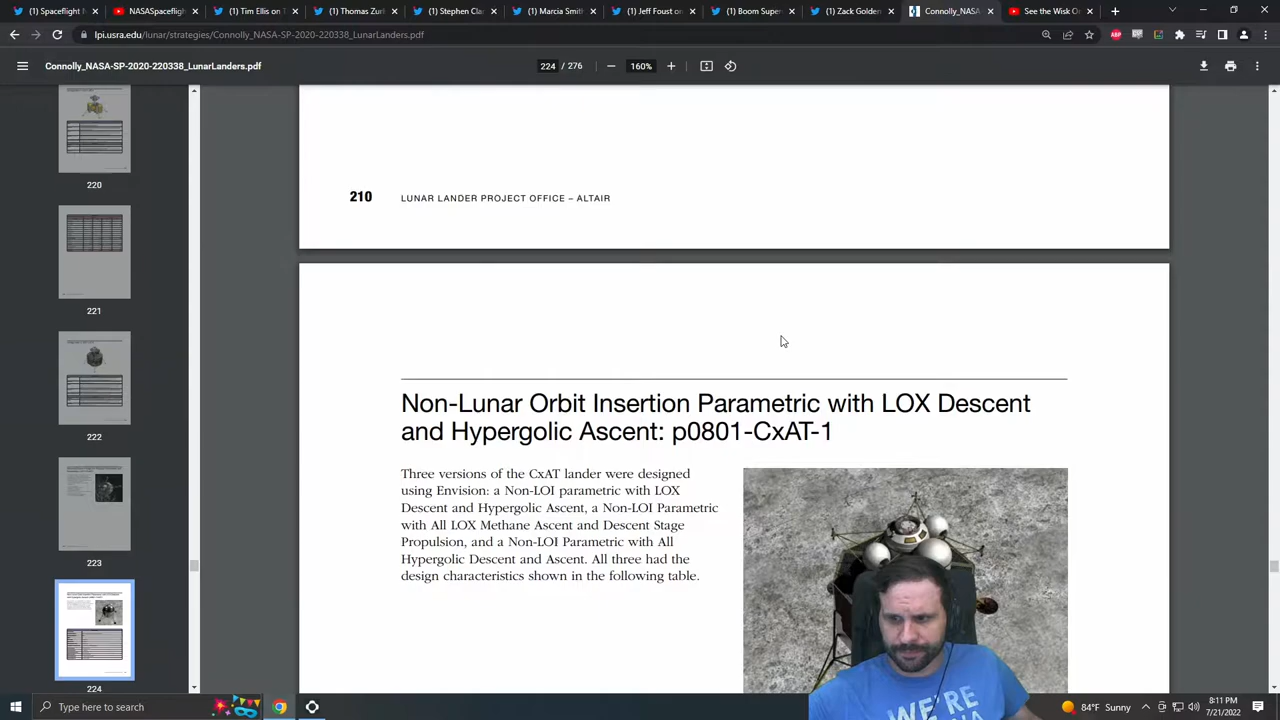 (1) Spaceflight
NASASpacefligh
(1) Tim Ellison
(1) Thomas Zurl
(1) Stephen Cla
(1) Marcia Smith
(1) Jeff Foust on
(1) Boom Super
(1) Zack Golden
Connolly_NASA
See the Wisk O
lpi.usra.edu/lunar/strategies/Connolly_NASA-SP-2020-220338_LunarLanders.pdf
Connolly_NASA-SP-2020-220338_LunarLanders.pdf
224 / 276
160%
220
221
222
223
224
210 LUNAR LANDER PROJECT OFFICE – ALTAIR
Non-Lunar Orbit Insertion Parametric with LOX Descent
and Hypergolic Ascent: p0801-CxAT-1
Three versions of the CxAT lander were designed
using Envision: a Non-LOI parametric with LOX
Descent and Hypergolic Ascent, a Non-LOI Parametric
with All LOX Methane Ascent and Descent Stage
Propulsion, and a Non-LOI Parametric with All
Hypergolic Descent and Ascent. All three had the
design characteristics shown in the following table.
WE'RE
Type here to search
84°F Sunny
8:11 PM
7/21/2022